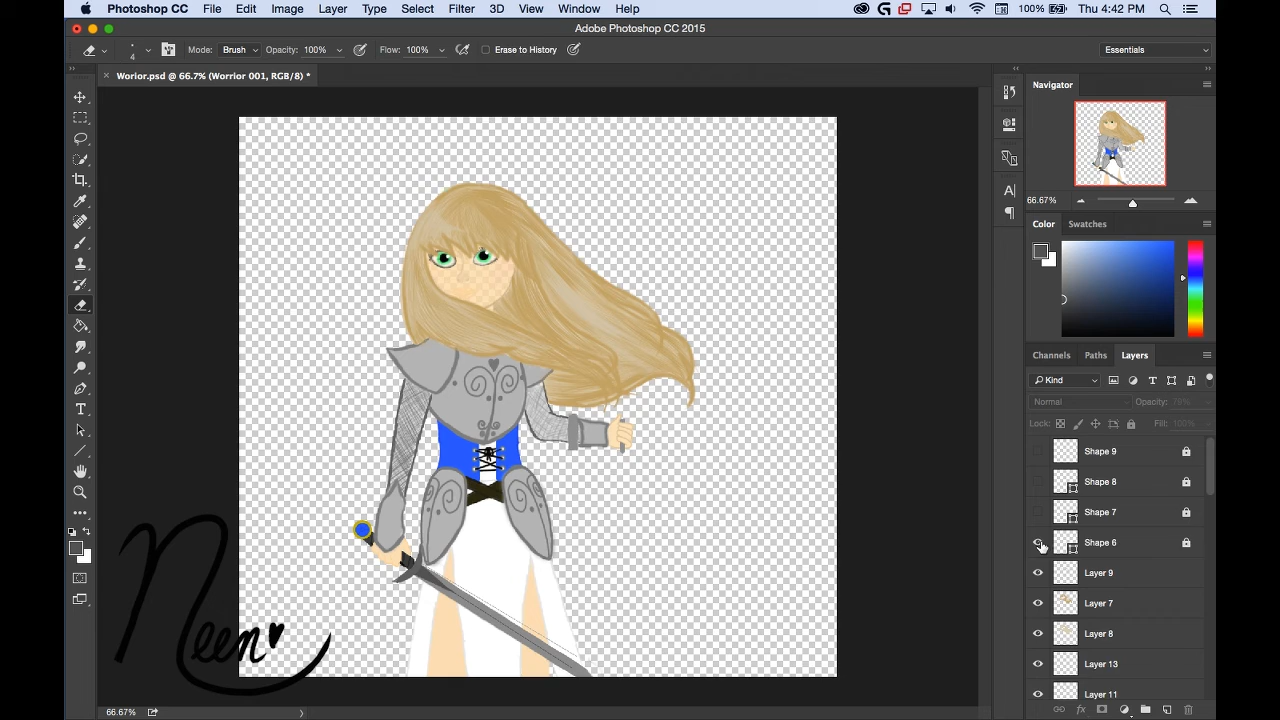 Photoshop CC File Edit Image Layer Type Select Filter 3D View Window Help 100% Thu 4:42 PM
Adobe Photoshop CC 2015
4 Mode: Brush Opacity: 100% Flow: 100% Erase to History Essentials
Worior.psd @ 66.7% (Worrior 001, RGB/8) *
Navigator
66.67%
Color Swatches
Channels Paths Layers
Kind
Normal Opacity: 78%
Lock: Fill: 100%
Shape 9
Shape 8
Shape 7
Shape 6
Layer 9
Layer 7
Layer 8
Layer 13
Layer 11
Neen
66.67%